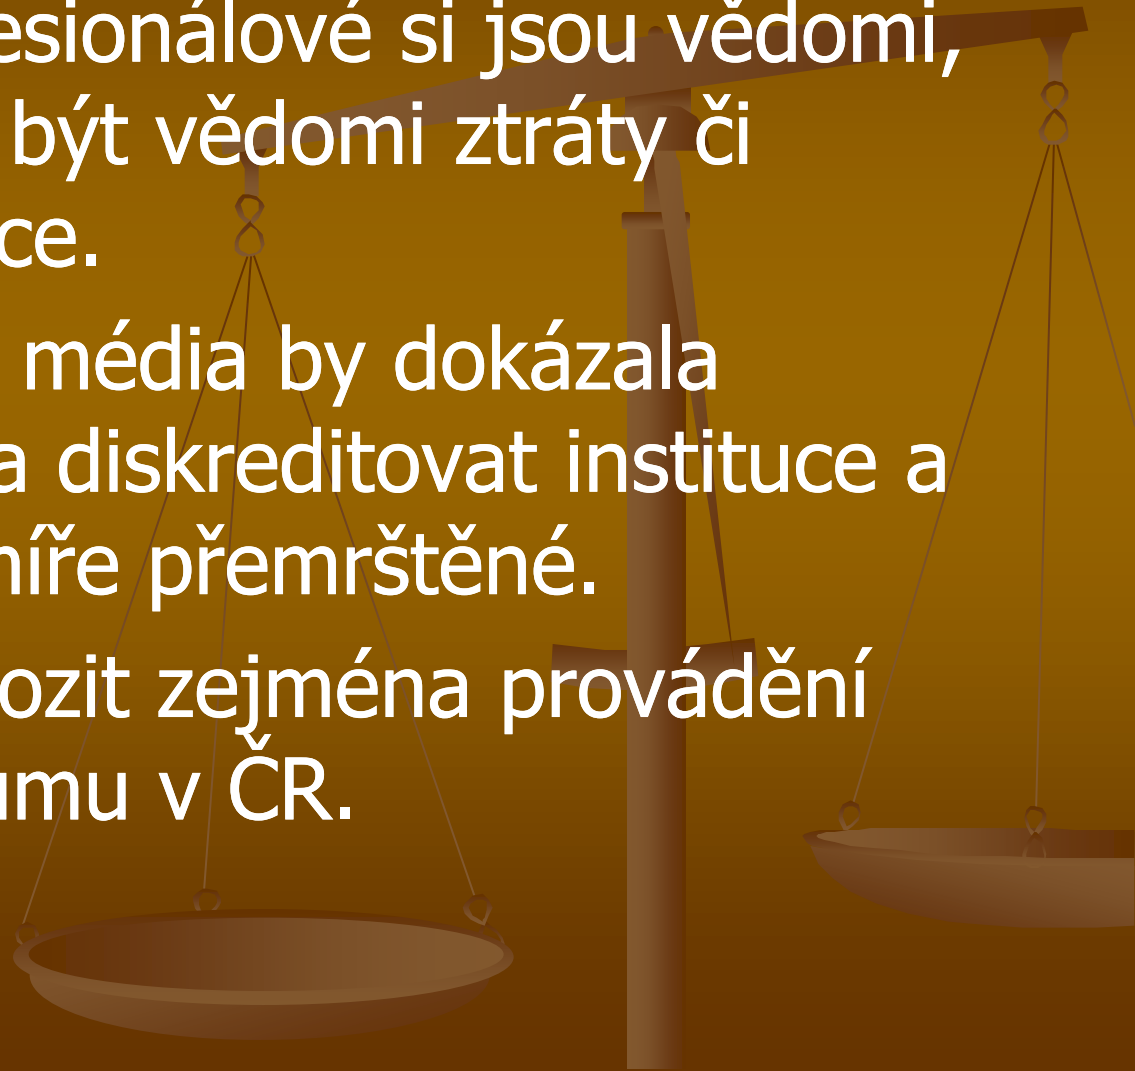 esionálové si jsou vědomi,
být vědomi ztráty či
ce.
média by dokázala
a diskreditovat instituce a
míře přemrštěné.
ozit zejména provádění
umu v ČR.